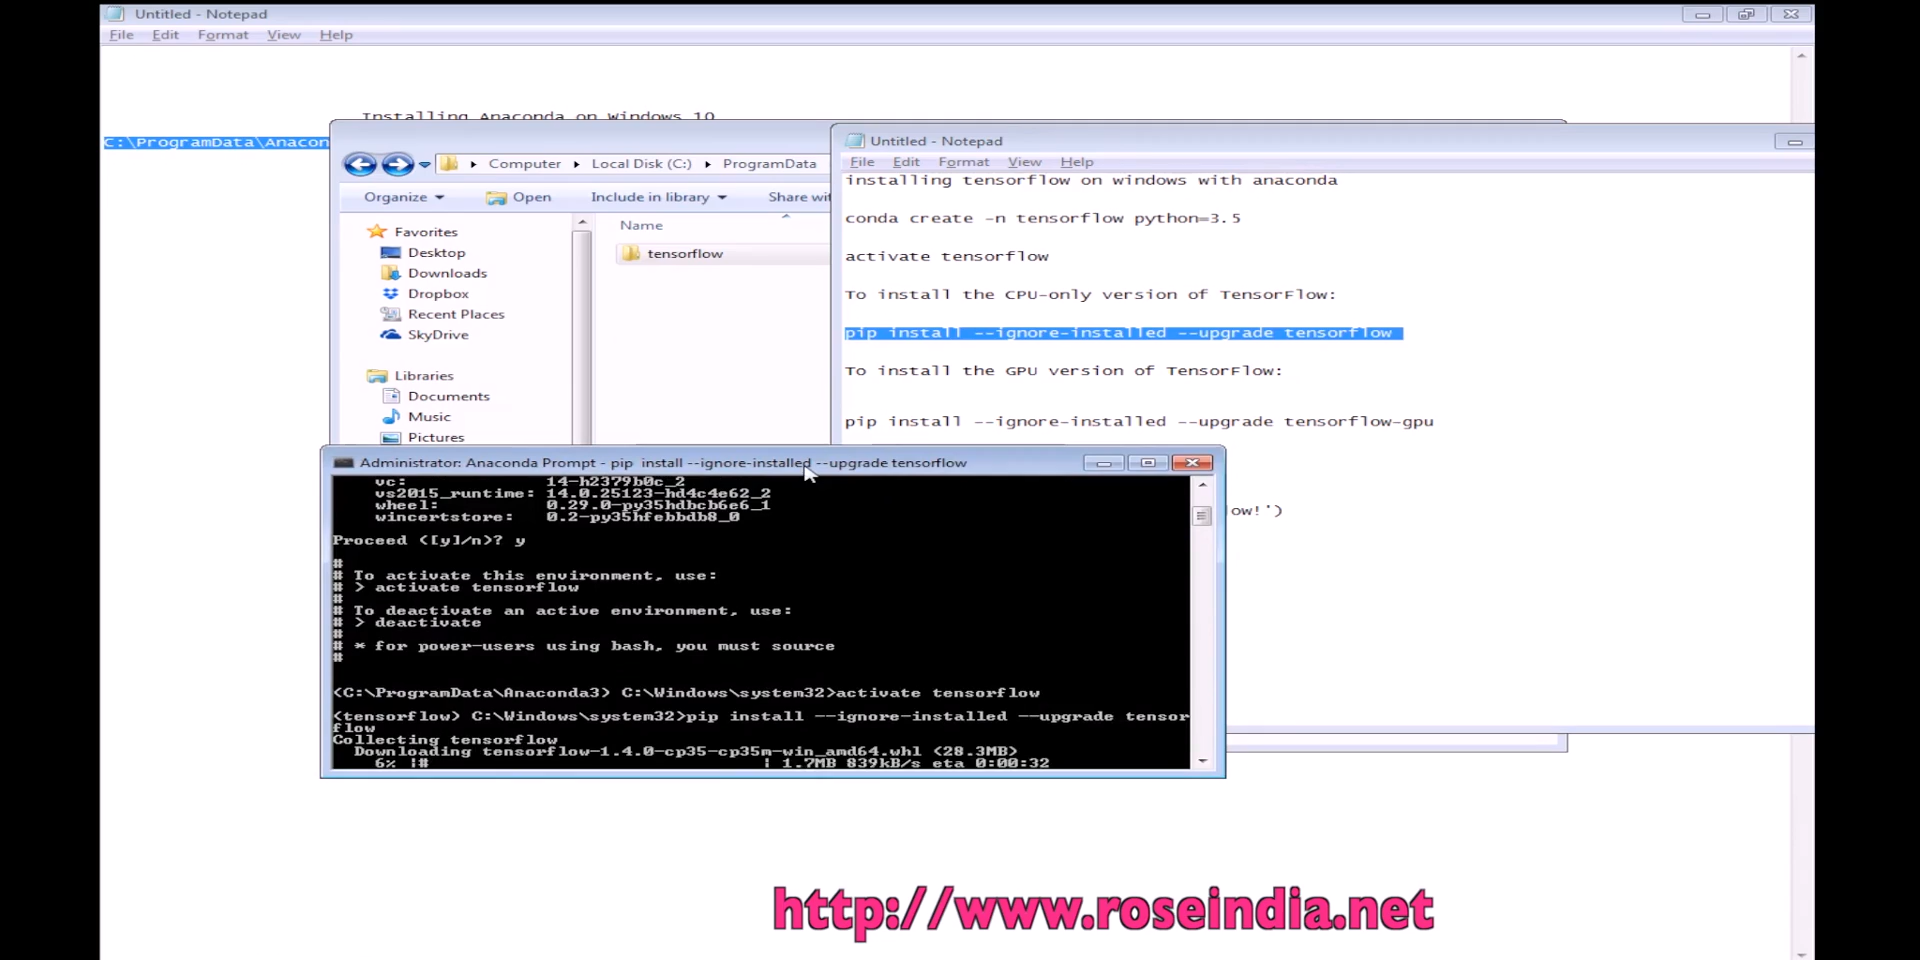 Untitled - Notepad
File Edit Format View Help
Installing Anaconda on Windows 10
C:\ProgramData\Anacon
Computer Local Disk (C:) ProgramData
Organize Open Include in library Share wit
Favorites
Desktop
Downloads
Dropbox
Recent Places
SkyDrive
Libraries
Documents
Music
Pictures
Name
tensorflow
Untitled - Notepad
File Edit Format View Help
installing tensorflow on windows with anaconda
conda create -n tensorflow python=3.5
activate tensorflow
To install the CPU-only version of TensorFlow:
pip install --ignore-installed --upgrade tensorflow
To install the GPU version of TensorFlow:
pip install --ignore-installed --upgrade tensorflow-gpu
ow!')
Administrator: Anaconda Prompt - pip install --ignore-installed --upgrade tensorflow
vc: 14-h2379b0c_2
vs2015_runtime: 14.0.25123-hd4c4e62_2
wheel: 0.29.0-py35hdbcb6e6_1
wincertstore: 0.2-py35hfebbdb8_0
Proceed ([y]/n)? y
#
# To activate this environment, use:
# > activate tensorflow
#
# To deactivate an active environment, use:
# > deactivate
#
# * for power-users using bash, you must source
#
(C:\ProgramData\Anaconda3) C:\Windows\system32>activate tensorflow
(tensorflow) C:\Windows\system32>pip install --ignore-installed --upgrade tensor
flow
Collecting tensorflow
Downloading tensorflow-1.4.0-cp35-cp35m-win_amd64.whl (28.3MB)
6% |# | 1.7MB 839kB/s eta 0:00:32
http://www.roseindia.net